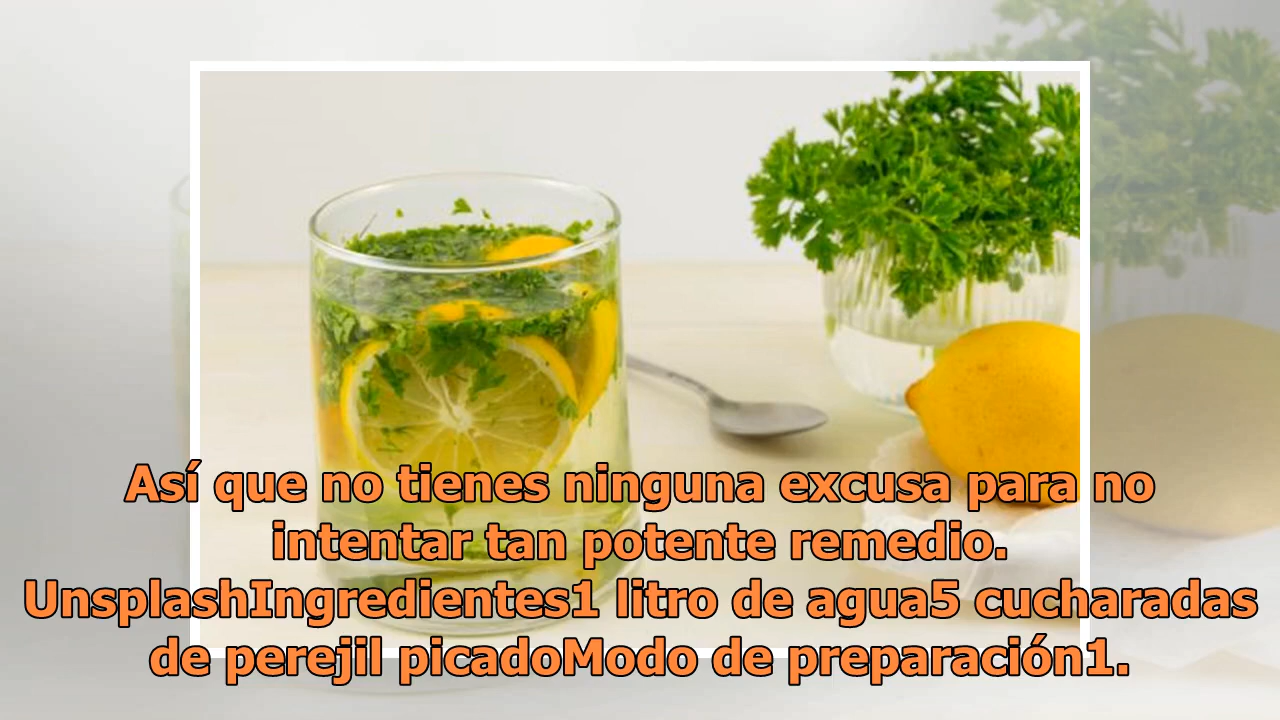 Así que no tienes ninguna excusa para no
intentar tan potente remedio.
UnsplashIngredientes1 litro de agua5 cucharadas
de perejil picadoModo de preparación1.